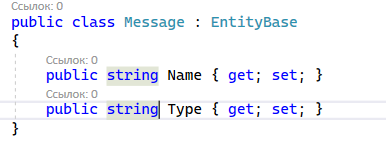 Ссылок: 0
public class Message : EntityBase
{
Ссылок: 0
public string Name { get; set; }
Ссылок: 0
public string Type { get; set; }
}